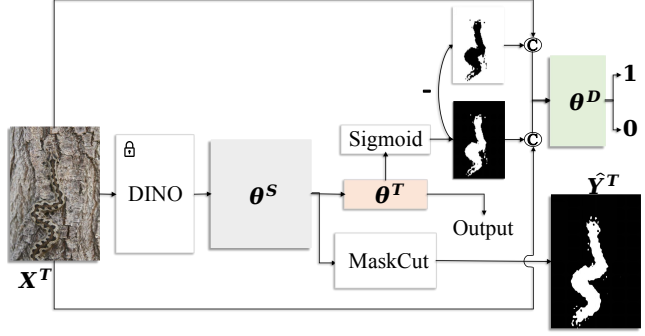 C
1
θ^D
-
0
Sigmoid
C
DINO
θ^S
θ^T
Ŷ^T
Output
MaskCut
X^T